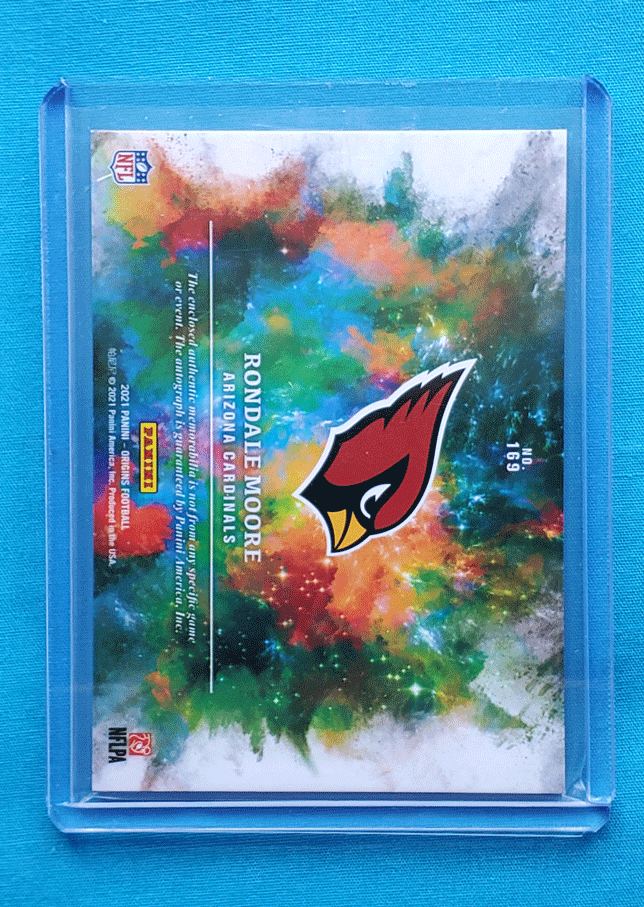 NO.
169
RONDALE MOORE
ARIZONA CARDINALS
The enclosed authentic memorabilia is not from any specific game
or event. The autograph is guaranteed by Panini America, Inc.
NFL
PANINI
2021 PANINI - ORIGINS FOOTBALL
© 2021 Panini America, Inc. Produced in the USA.
NFLPA